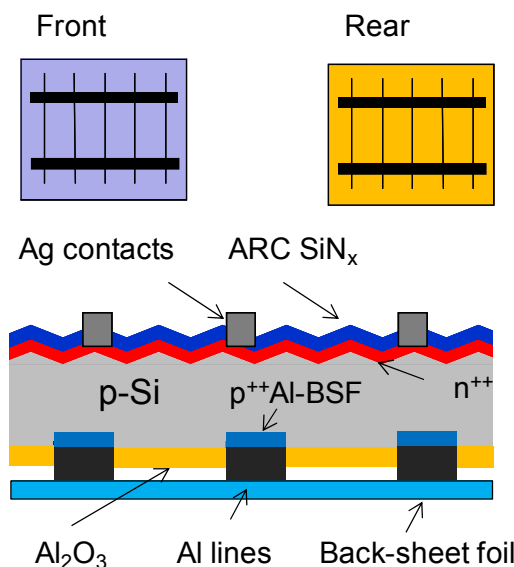 Front Rear
Ag contacts ARC SiNx
p-Si p++Al-BSF n++
Al2O3 Al lines Back-sheet foil